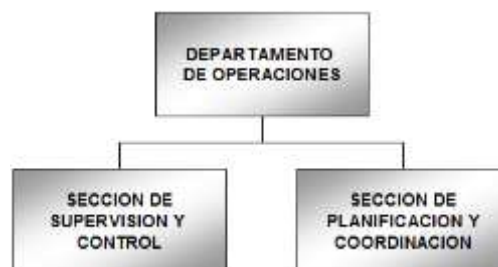 DEPARTAMENTO
DE OPERACIONES
SECCION DE
SUPERVISION Y
CONTROL
SECCION DE
PLANIFICACION Y
COORDINACION